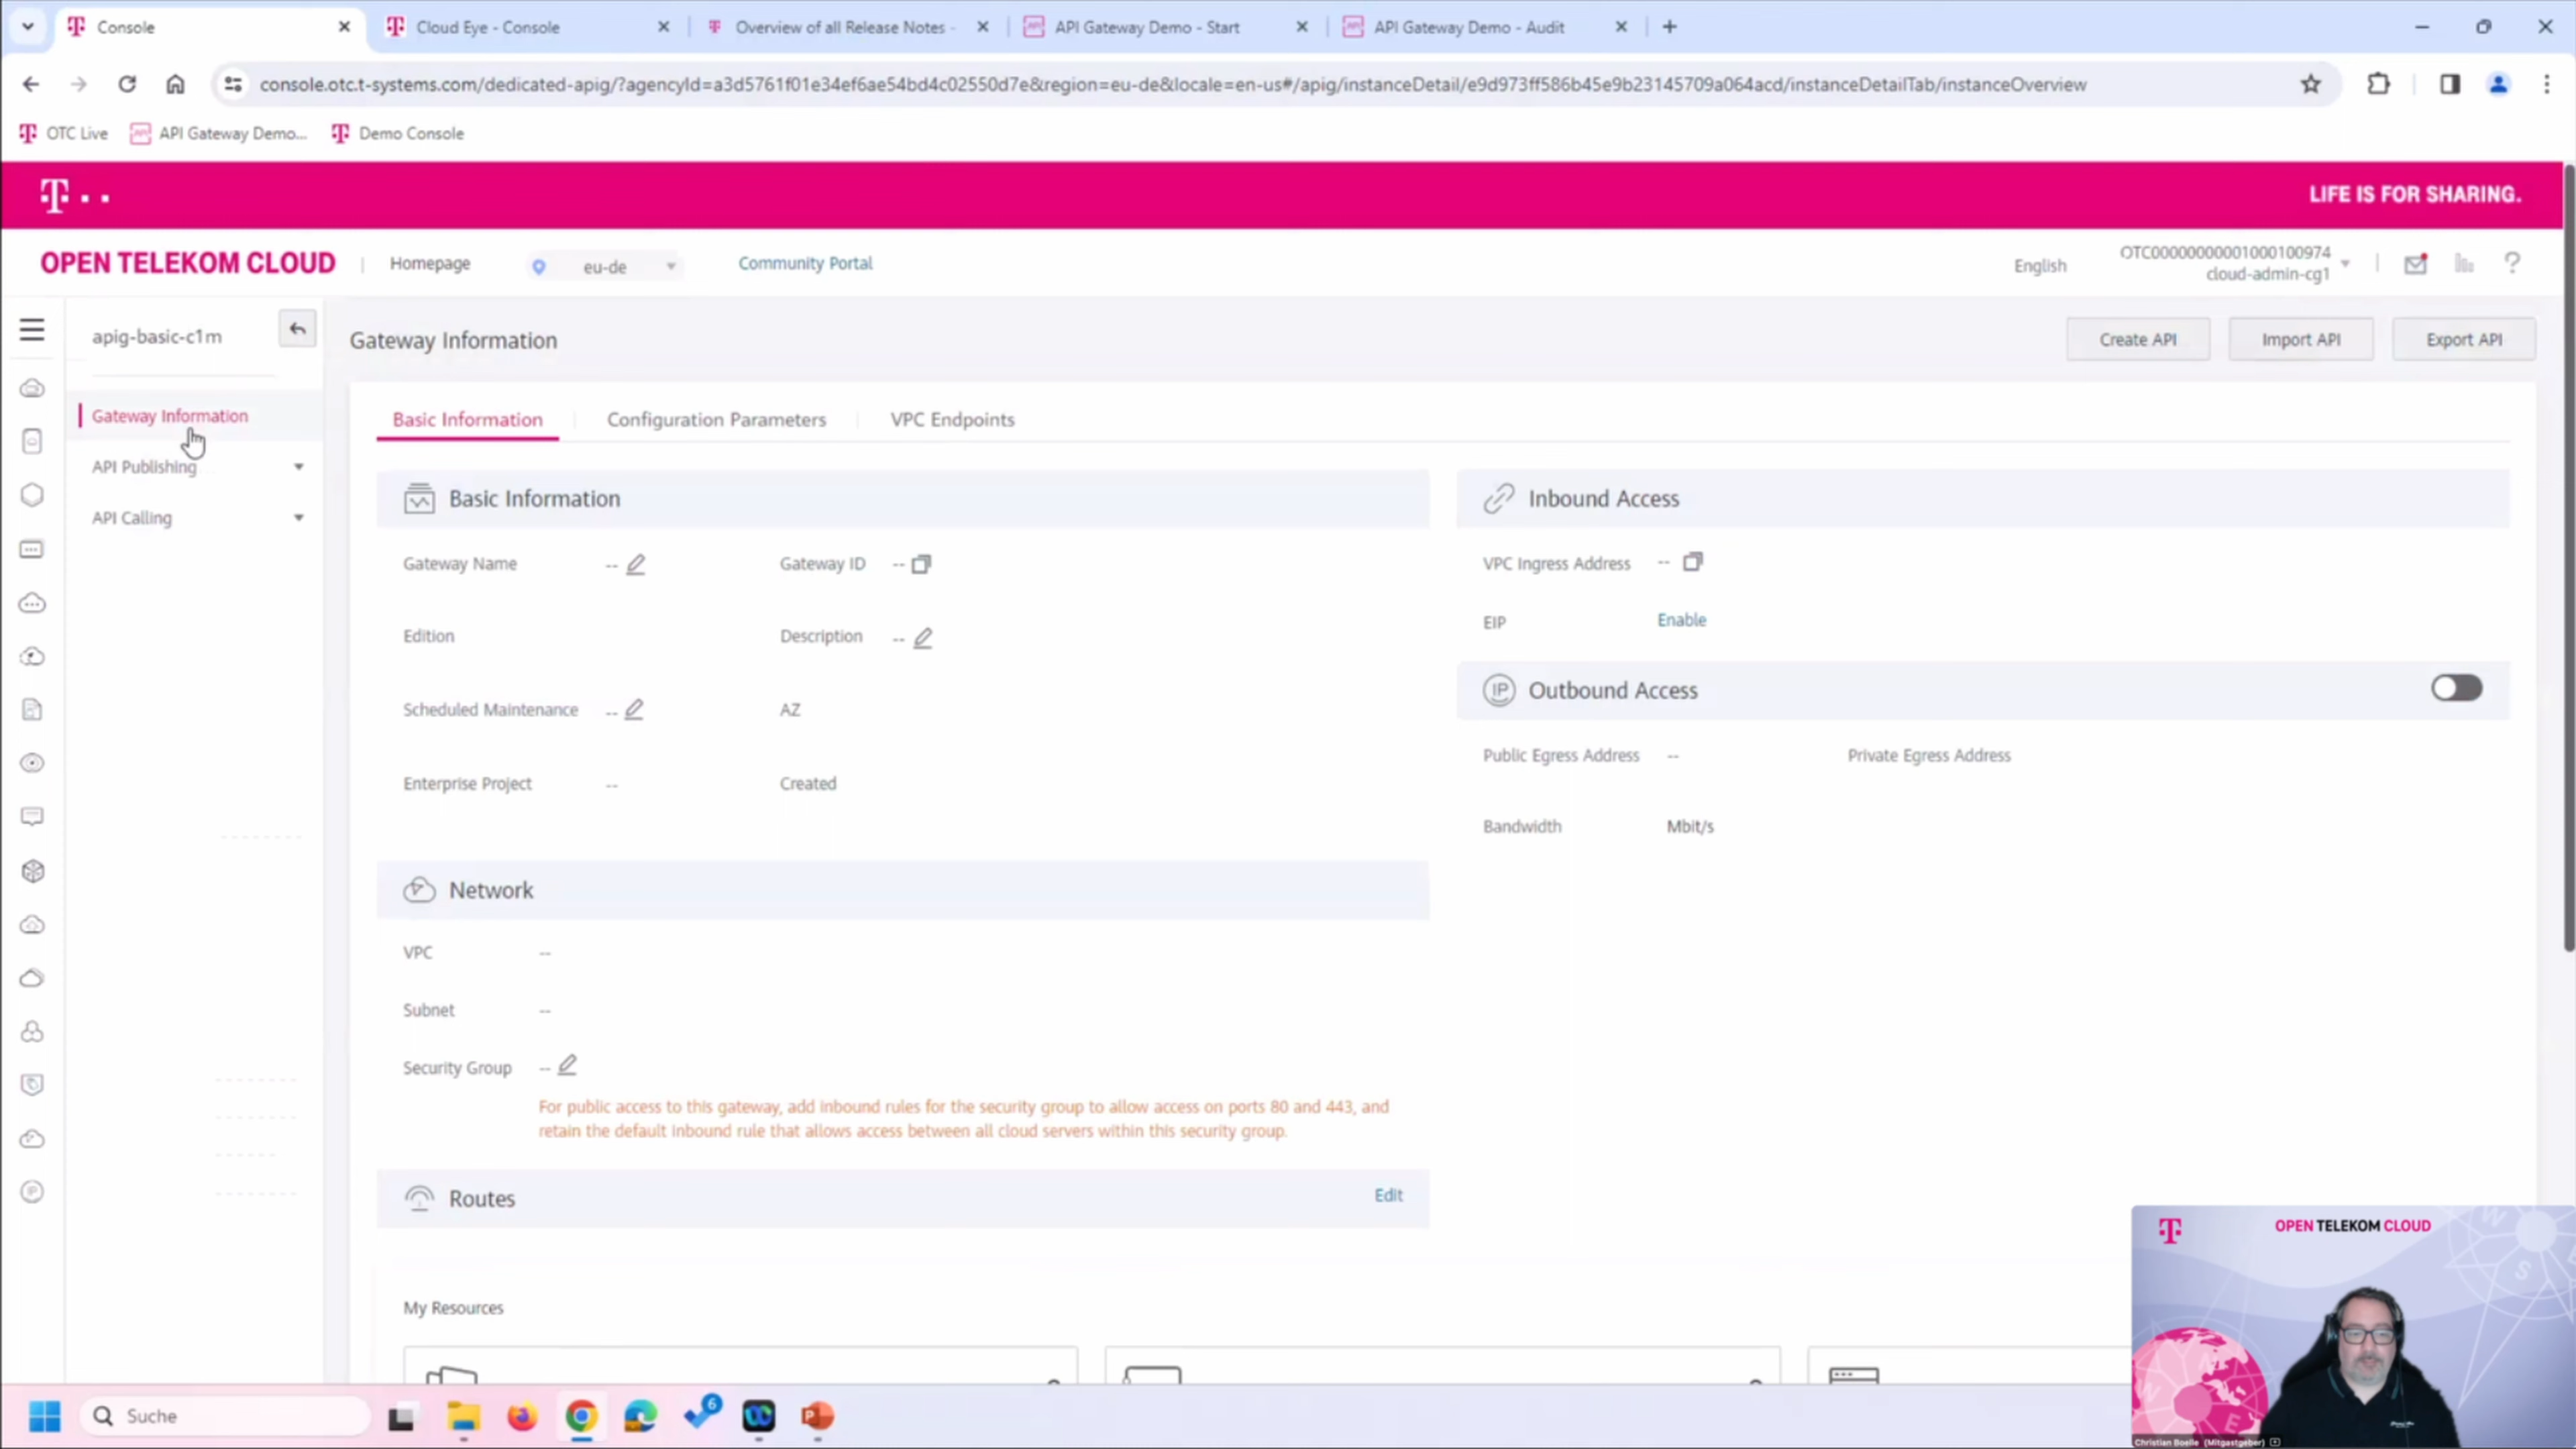 Console
Cloud Eye - Console
Overview of all Release Notes -
API Gateway Demo - Start
API Gateway Demo - Audit
console.otc.t-systems.com/dedicated-apig/?agencyId=a3d5761f01e34ef6ae54bd4c02550d7e&region=eu-de&locale=en-us#/apig/instanceDetail/e9d973ff586b45e9b23145709a064acd/instanceDetailTab/instanceOverview
OTC Live
API Gateway Demo...
Demo Console
T
LIFE IS FOR SHARING.
OPEN TELEKOM CLOUD
Homepage
eu-de
Community Portal
English
OTC00000000001000100974
cloud-admin-cg1
apig-basic-c1m
Gateway Information
API Publishing
API Calling
Gateway Information
Create API
Import API
Export API
Basic Information
Configuration Parameters
VPC Endpoints
Basic Information
Gateway Name --
Gateway ID --
Edition
Description --
Scheduled Maintenance --
AZ
Enterprise Project --
Created
Inbound Access
VPC Ingress Address --
EIP Enable
IP Outbound Access
Public Egress Address --
Private Egress Address
Bandwidth Mbit/s
Network
VPC --
Subnet --
Security Group --
For public access to this gateway, add inbound rules for the security group to allow access on ports 80 and 443, and
retain the default inbound rule that allows access between all cloud servers within this security group.
Routes Edit
My Resources
T OPEN TELEKOM CLOUD
Christian Boelle (Mitgastgeber)
Suche
6